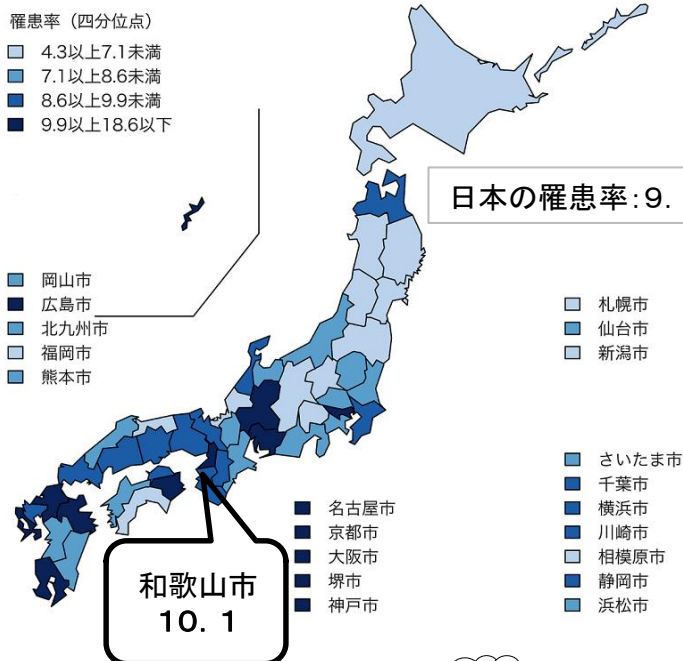 罹患率（四分位点）
4.3以上7.1未満
7.1以上8.6未満
8.6以上9.9未満
9.9以上18.6以下
日本の罹患率：９．
岡山市
広島市
北九州市
福岡市
熊本市
札幌市
仙台市
新潟市
名古屋市
京都市
大阪市
堺市
神戸市
さいたま市
千葉市
横浜市
川崎市
相模原市
静岡市
浜松市
和歌山市
１０．１